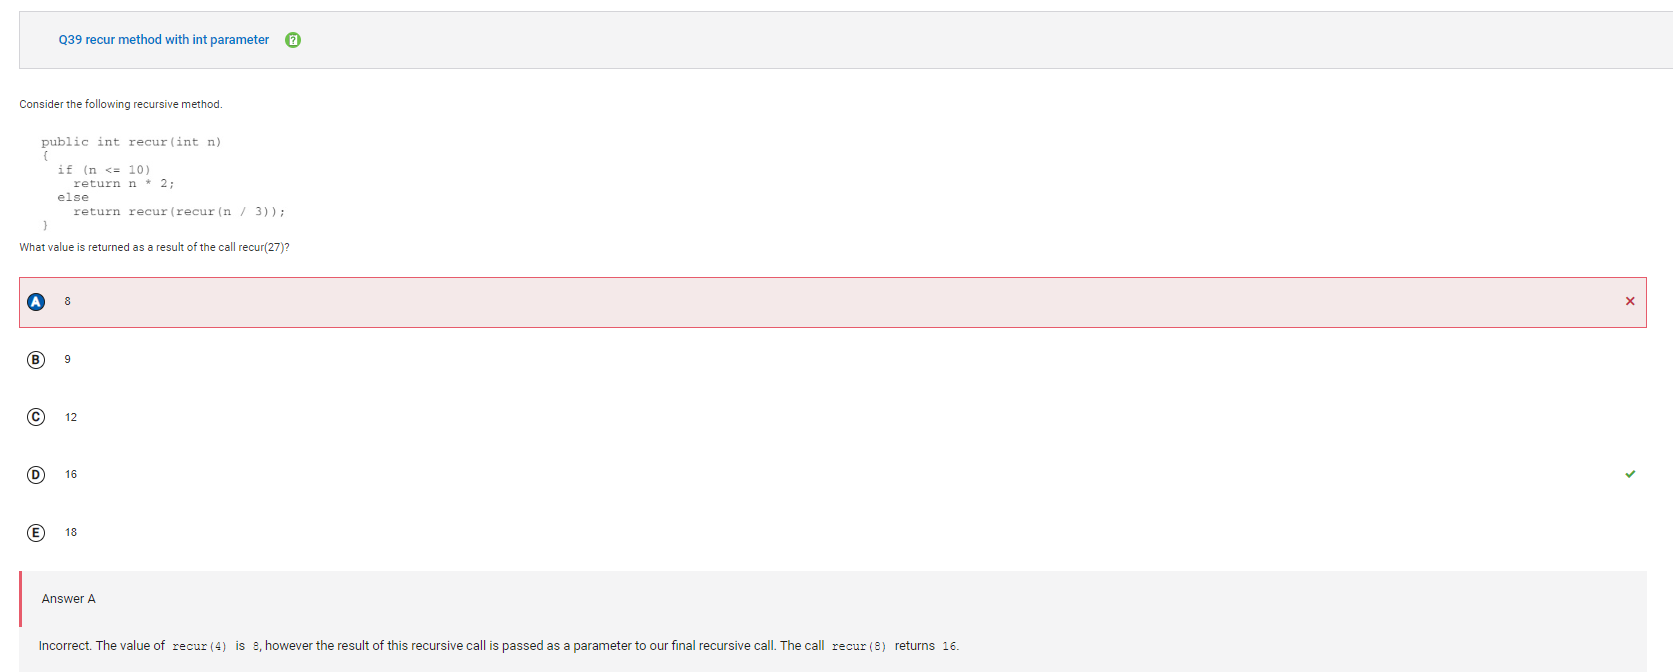 Q39 recur method with int parameter ?
Consider the following recursive method.
public int recur(int n)
{
if (n <= 10)
return n * 2;
else
return recur(recur(n / 3));
}
What value is returned as a result of the call recur(27)?
A 8
B 9
C 12
D 16
E 18
Answer A
Incorrect. The value of recur(4) is 8, however the result of this recursive call is passed as a parameter to our final recursive call. The call recur(8) returns 16.